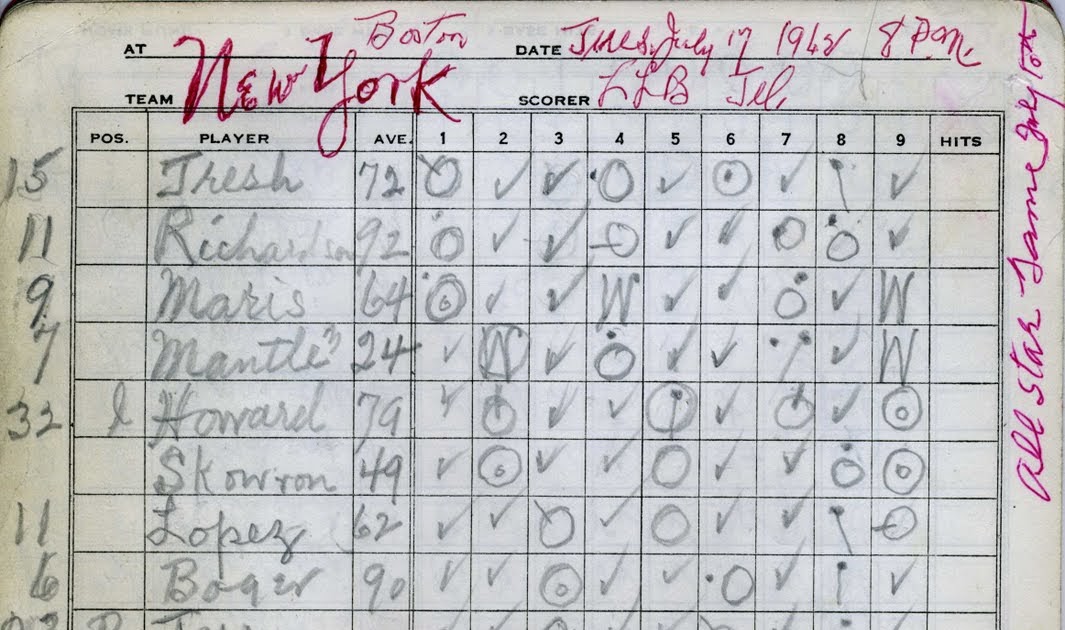 AT Boston DATE Tues. July 17 1962 8 P.M.
TEAM New York SCORER LLB Tel.
POS. PLAYER AVE. 1 2 3 4 5 6 7 8 9 HITS
15 Tresh 72
11 Richardson 92
9 Maris 64 W W
7 Mantle 24 W W
32 Howard 79
Skowron 49
11 Lopez 62
6 Boyer 90
All Star Game July